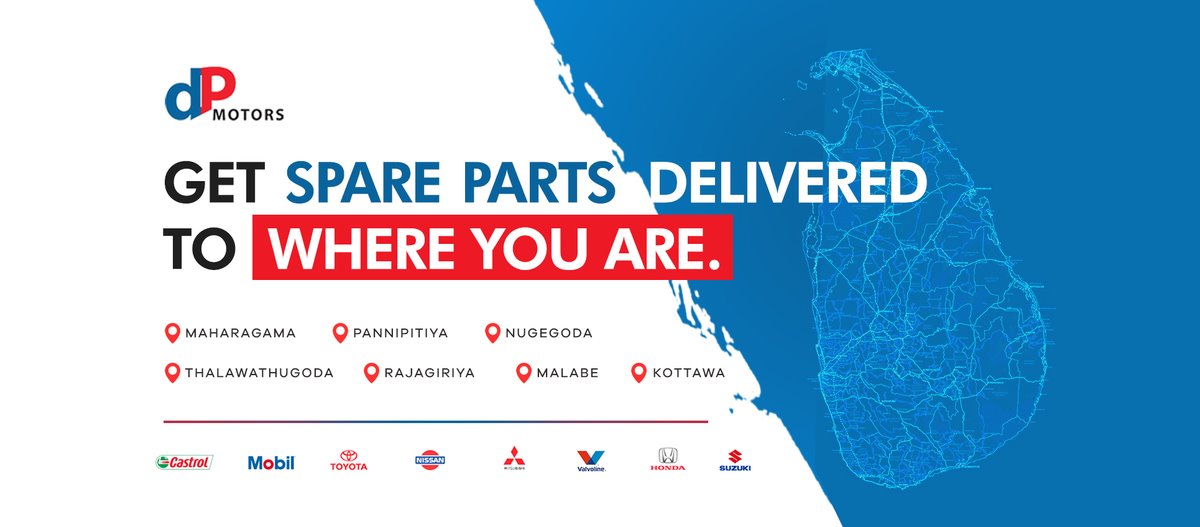 dP MOTORS
GET SPARE PARTS DELIVERED
TO WHERE YOU ARE.
MAHARAGAMA PANNIPITIYA NUGEGODA
THALAWATHUGODA RAJAGIRIYA MALABE KOTTAWA
Castrol Mobil TOYOTA NISSAN MITSUBISHI Valvoline HONDA SUZUKI